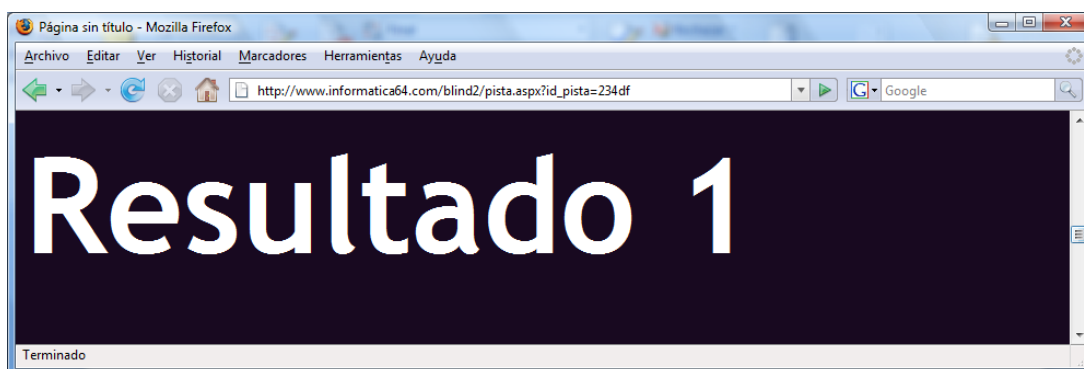 Página sin título - Mozilla Firefox
Archivo Editar Ver Historial Marcadores Herramientas Ayuda
http://www.informatica64.com/blind2/pista.aspx?id_pista=234df G Google
Resultado 1
Terminado